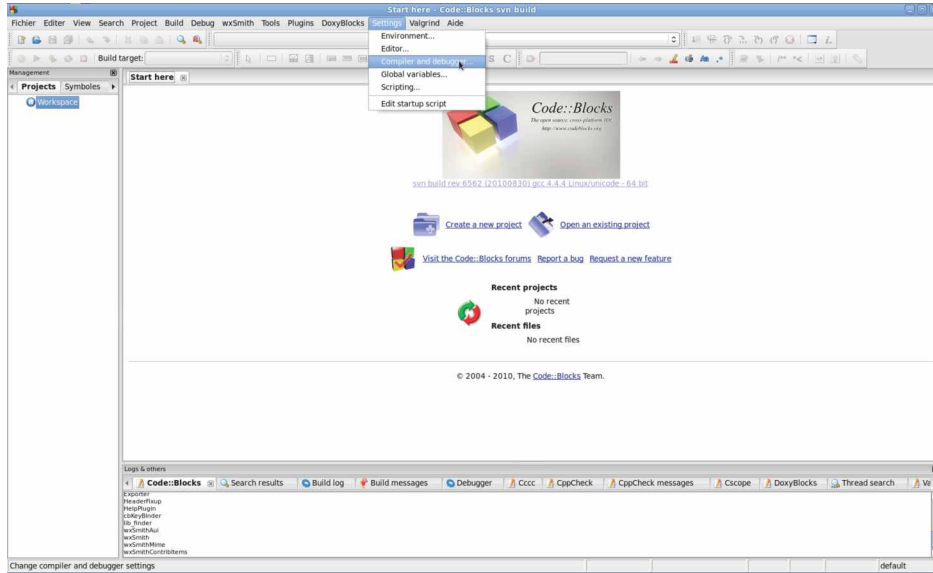 Start here - Code::Blocks svn build
Fichier Editer View Search Project Build Debug wxSmith Tools Plugins DoxyBlocks Settings Valgrind Aide
Environment...
Editor...
Compiler and debugger...
Global variables...
Scripting...
Edit startup script
Build target:
S C
Management
Projects Symboles
Workspace
Start here
Code::Blocks
The open source, cross-platform IDE
http://www.codeblocks.org
svn build rev 6562 (20100830) gcc 4.4.4 Linux/unicode - 64 bit
Create a new project Open an existing project
Visit the Code::Blocks forums Report a bug Request a new feature
Recent projects
No recent
projects
Recent files
No recent files
© 2004 - 2010, The Code::Blocks Team.
Logs & others
Code::Blocks Search results Build log Build messages Debugger Cccc CppCheck CppCheck messages Cscope DoxyBlocks Thread search Va
Exporter
HeaderFixup
HelpPlugin
cbKeyBinder
lib_finder
wxSmithAui
wxSmith
wxSmithMime
wxSmithContribItems
Change compiler and debugger settings
default